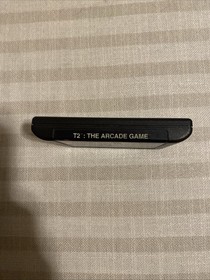 T2 : THE ARCADE GAME